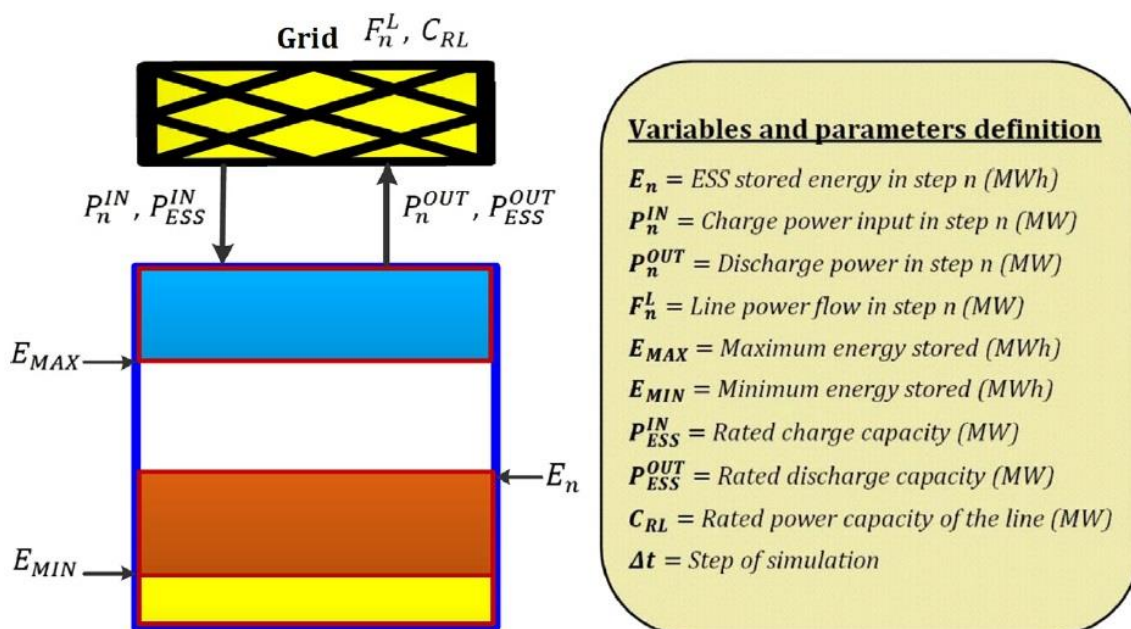 Grid F_n^L, C_RL
P_n^IN, P_ESS^IN
P_n^OUT, P_ESS^OUT
E_MAX
E_n
E_MIN
Variables and parameters definition
E_n = ESS stored energy in step n (MWh)
P_n^IN = Charge power input in step n (MW)
P_n^OUT = Discharge power in step n (MW)
F_n^L = Line power flow in step n (MW)
E_MAX = Maximum energy stored (MWh)
E_MIN = Minimum energy stored (MWh)
P_ESS^IN = Rated charge capacity (MW)
P_ESS^OUT = Rated discharge capacity (MW)
C_RL = Rated power capacity of the line (MW)
Δt = Step of simulation